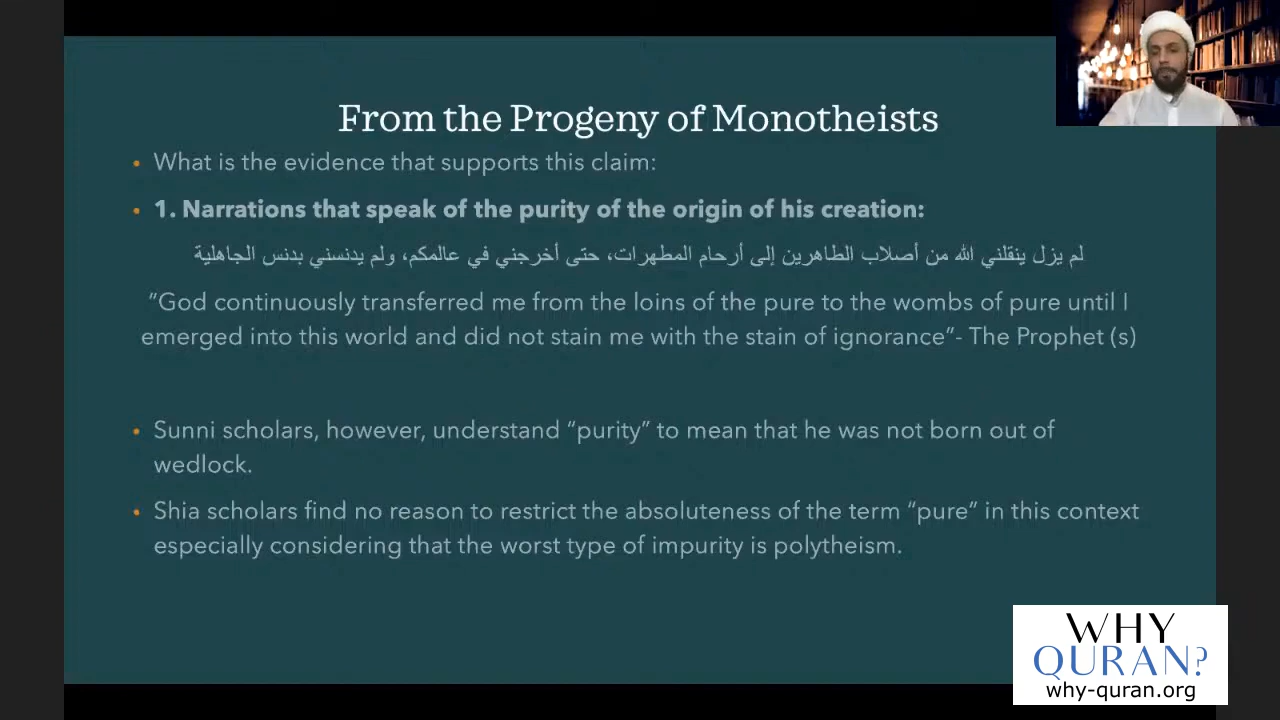 From the Progeny of Monotheists
• What is the evidence that supports this claim:
• 1. Narrations that speak of the purity of the origin of his creation:
لم يزل ينقلني الله من أصلاب الطاهرين إلى أرحام المطهرات، حتى أخرجني في عالمكم، ولم يدنسني بدنس الجاهلية
"God continuously transferred me from the loins of the pure to the wombs of pure until I
emerged into this world and did not stain me with the stain of ignorance"- The Prophet (s)
• Sunni scholars, however, understand “purity” to mean that he was not born out of
wedlock.
• Shia scholars find no reason to restrict the absoluteness of the term “pure” in this context
especially considering that the worst type of impurity is polytheism.
WHY
QURAN?
why-quran.org